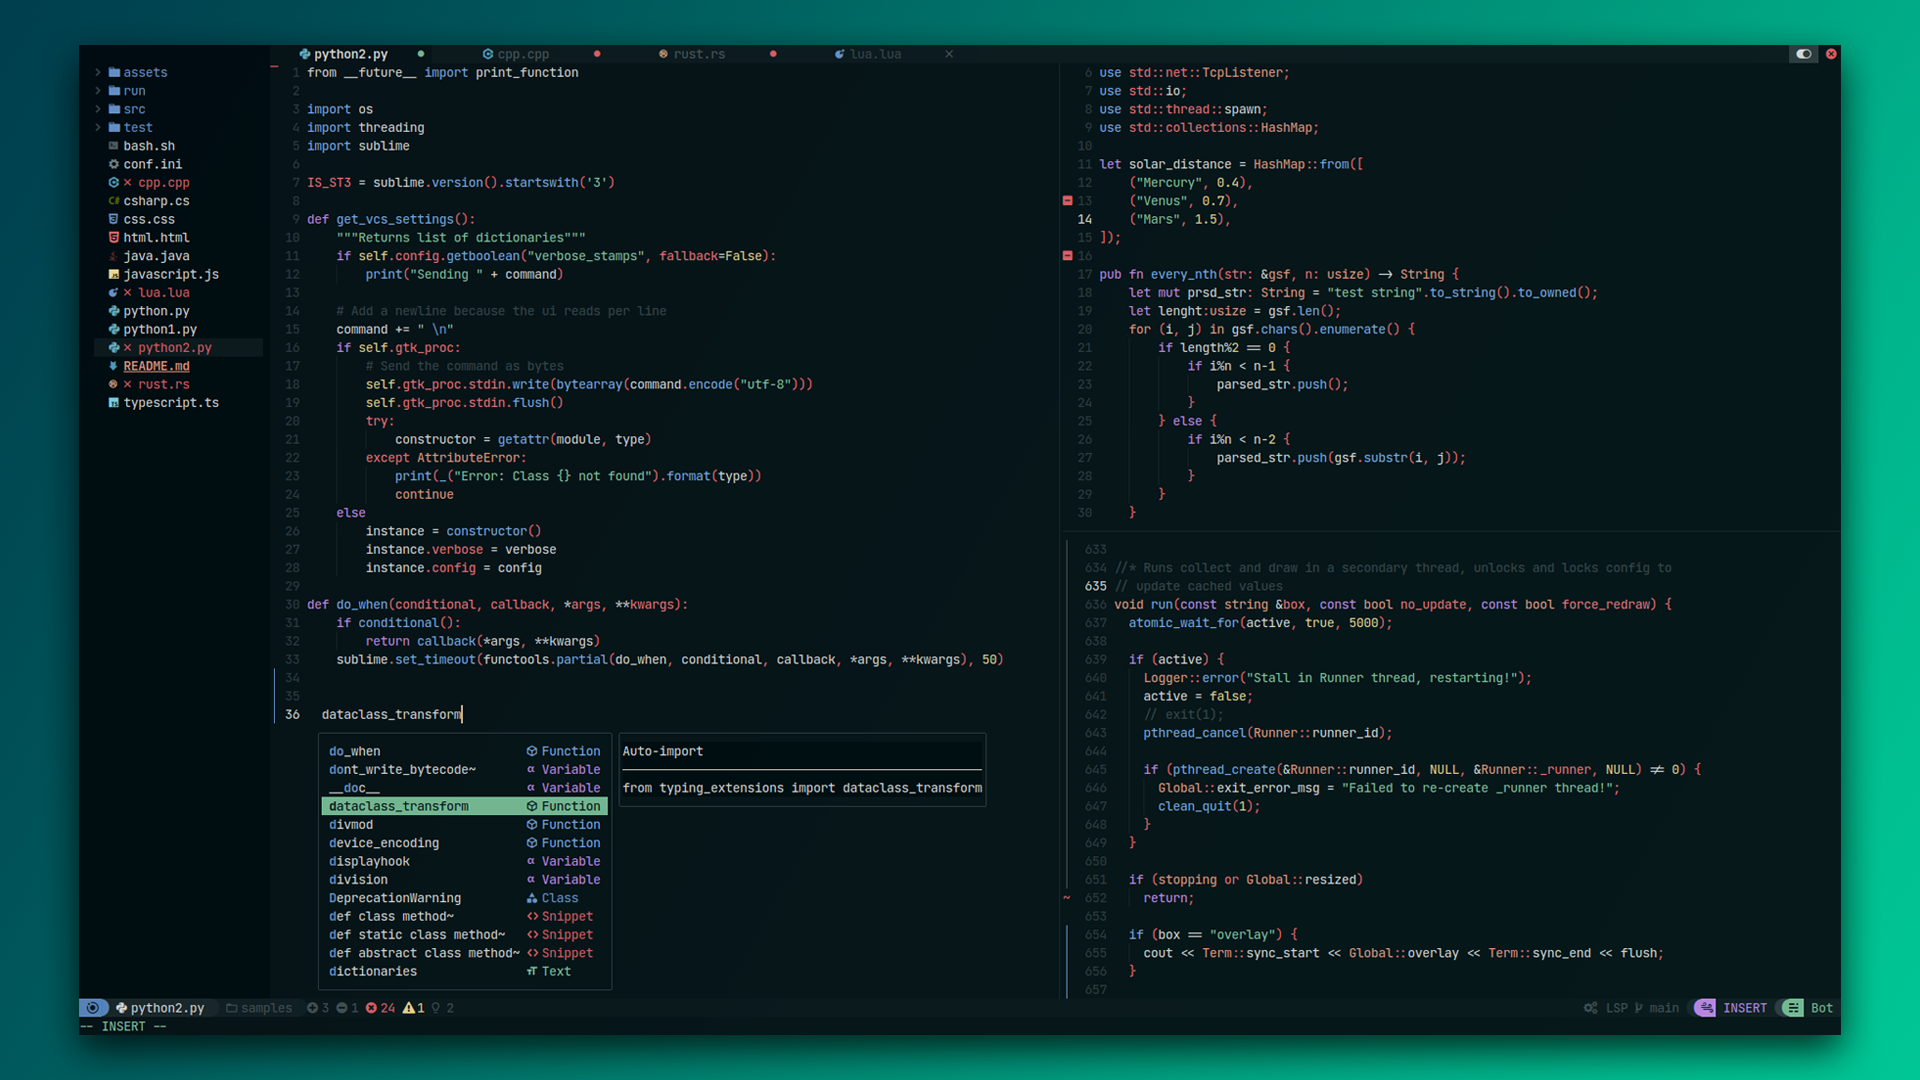 python2.py cpp.cpp rust.rs lua.lua
assets
run
src
test
bash.sh
conf.ini
cpp.cpp
csharp.cs
css.css
html.html
java.java
javascript.js
lua.lua
python.py
python1.py
python2.py
README.md
rust.rs
typescript.ts
1 from __future__ import print_function
2
3 import os
4 import threading
5 import sublime
6
7 IS_ST3 = sublime.version().startswith('3')
8
9 def get_vcs_settings():
10 """Returns list of dictionaries"""
11 if self.config.getboolean("verbose_stamps", fallback=False):
12 print("Sending " + command)
13
14 # Add a newline because the ui reads per line
15 command += " \n"
16 if self.gtk_proc:
17 # Send the command as bytes
18 self.gtk_proc.stdin.write(bytearray(command.encode("utf-8")))
19 self.gtk_proc.stdin.flush()
20 try:
21 constructor = getattr(module, type)
22 except AttributeError:
23 print(_("Error: Class {} not found").format(type))
24 continue
25 else
26 instance = constructor()
27 instance.verbose = verbose
28 instance.config = config
29
30 def do_when(conditional, callback, *args, **kwargs):
31 if conditional():
32 return callback(*args, **kwargs)
33 sublime.set_timeout(functools.partial(do_when, conditional, callback, *args, **kwargs), 50)
34
35
36 dataclass_transform
do_when Function
dont_write_bytecode~ α Variable
__doc__ α Variable
dataclass_transform Function
divmod Function
device_encoding Function
displayhook α Variable
division α Variable
DeprecationWarning Class
def class method~ <> Snippet
def static class method~ <> Snippet
def abstract class method~ <> Snippet
dictionaries Text
Auto-import
from typing_extensions import dataclass_transform
6 use std::net::TcpListener;
7 use std::io;
8 use std::thread::spawn;
9 use std::collections::HashMap;
10
11 let solar_distance = HashMap::from([
12 ("Mercury", 0.4),
13 ("Venus", 0.7),
14 ("Mars", 1.5),
15 ]);
16
17 pub fn every_nth(str: &gsf, n: usize) -> String {
18 let mut prsd_str: String = "test string".to_string().to_owned();
19 let lenght:usize = gsf.len();
20 for (i, j) in gsf.chars().enumerate() {
21 if length%2 == 0 {
22 if i%n < n-1 {
23 parsed_str.push();
24 }
25 } else {
26 if i%n < n-2 {
27 parsed_str.push(gsf.substr(i, j));
28 }
29 }
30 }
633
634 //* Runs collect and draw in a secondary thread, unlocks and locks config to
635 // update cached values
636 void run(const string &box, const bool no_update, const bool force_redraw) {
637 atomic_wait_for(active, true, 5000);
638
639 if (active) {
640 Logger::error("Stall in Runner thread, restarting!");
641 active = false;
642 // exit(1);
643 pthread_cancel(Runner::runner_id);
644
645 if (pthread_create(&Runner::runner_id, NULL, &Runner::_runner, NULL) != 0) {
646 Global::exit_error_msg = "Failed to re-create _runner thread!";
647 clean_quit(1);
648 }
649 }
650
651 if (stopping or Global::resized)
~ 652 return;
653
654 if (box == "overlay") {
655 cout << Term::sync_start << Global::overlay << Term::sync_end << flush;
656 }
657
python2.py samples 3 1 24 1 2 LSP main INSERT Bot
-- INSERT --